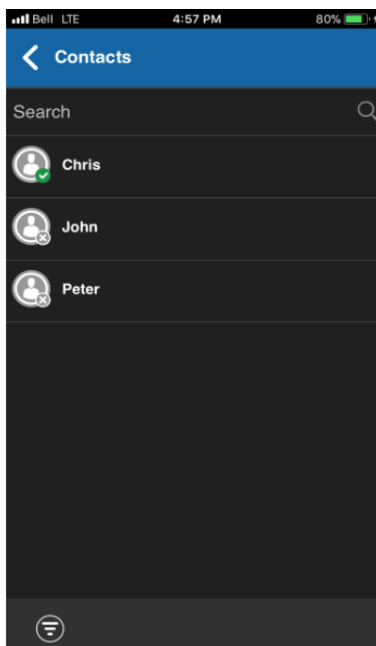 Bell LTE 4:57 PM 80%
Contacts
Search
Chris
John
Peter